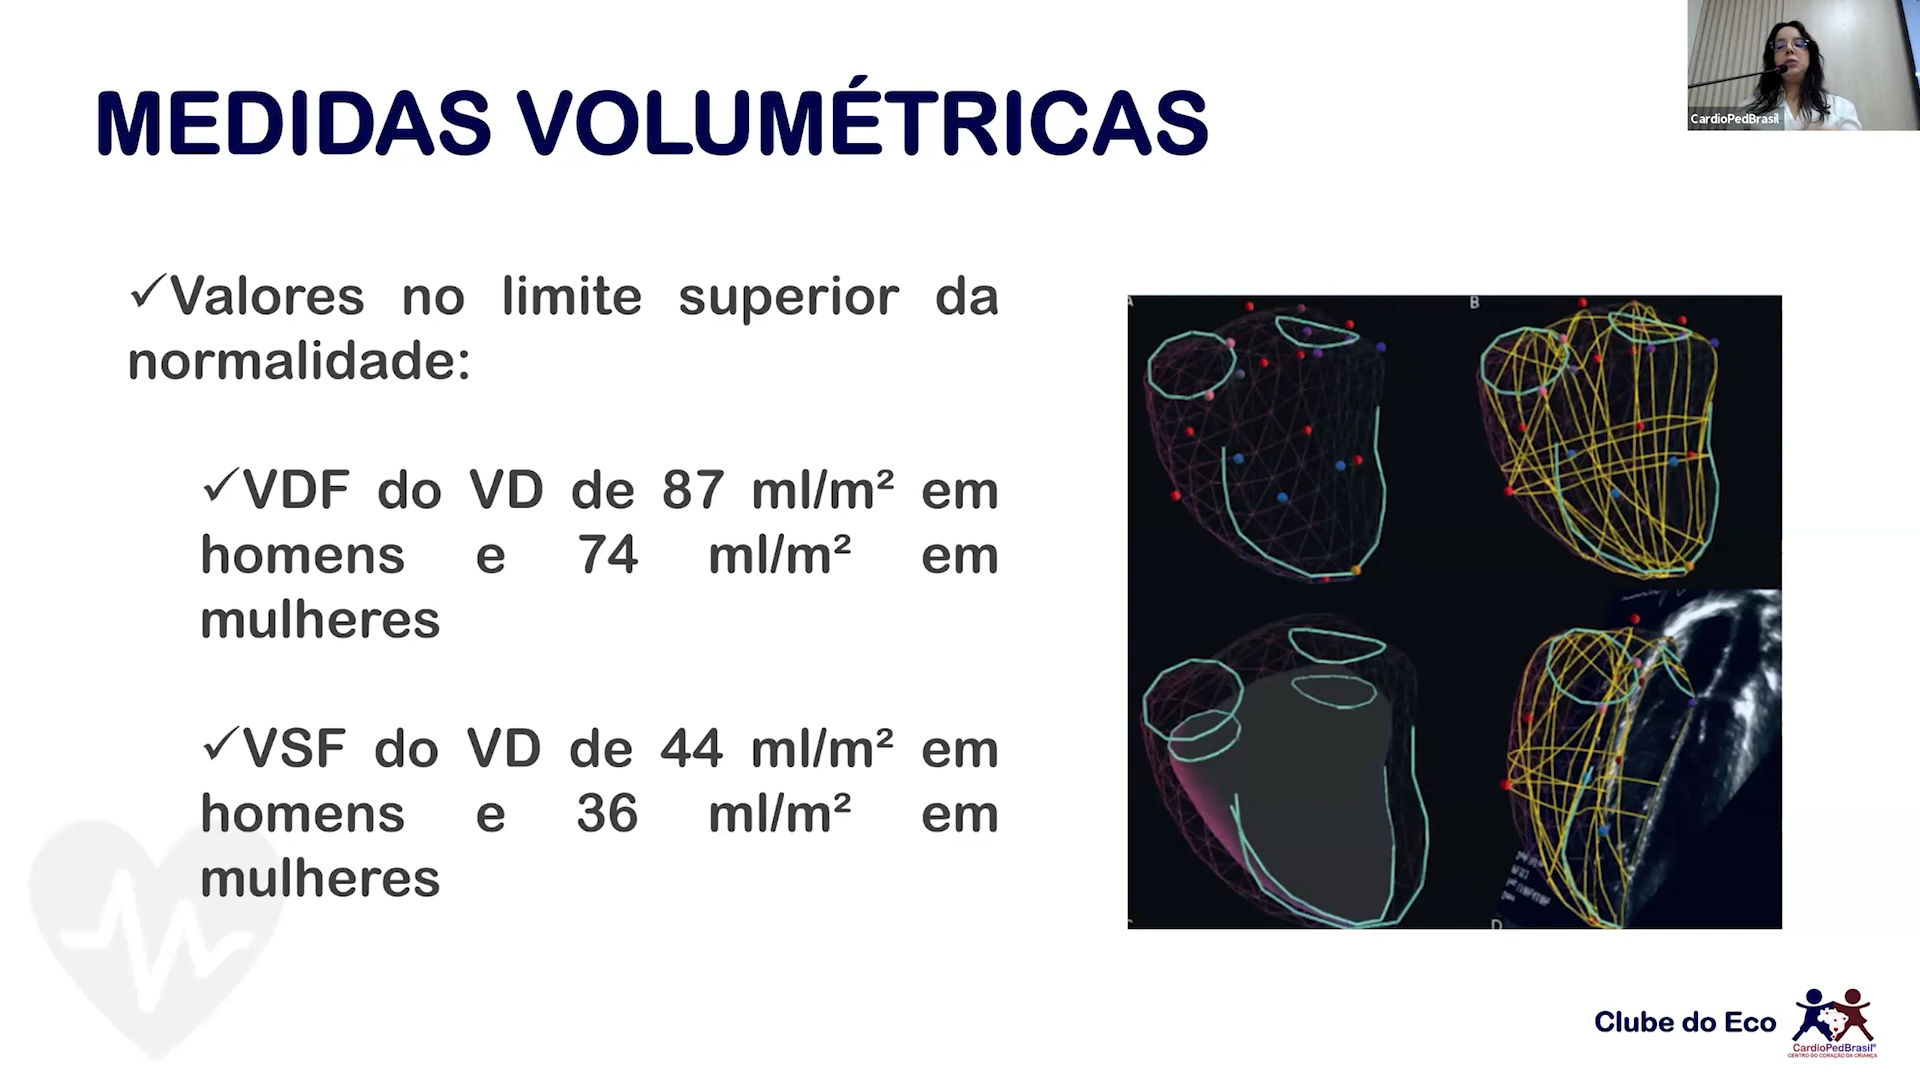 MEDIDAS VOLUMÉTRICAS
CardioPedBrasil
✓Valores no limite superior da
normalidade:
✓VDF do VD de 87 ml/m² em
homens e 74 ml/m² em
mulheres
✓VSF do VD de 44 ml/m² em
homens e 36 ml/m² em
mulheres
A
B
C
D
Clube do Eco
CardioPedBrasil®
CENTRO DO CORAÇÃO DA CRIANÇA